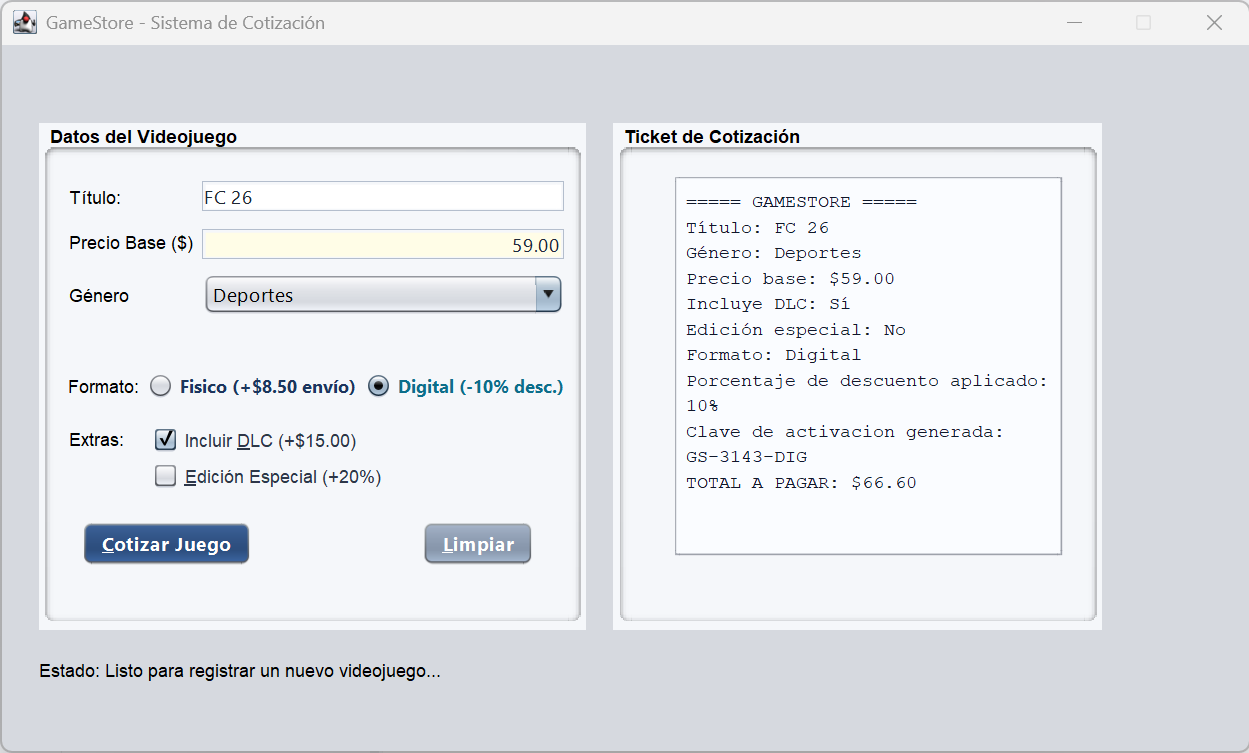 GameStore - Sistema de Cotización
Datos del Videojuego
Título:
FC 26
Precio Base ($)
59.00
Género
Deportes
Formato:
Fisico (+$8.50 envío)
Digital (-10% desc.)
Extras:
Incluir DLC (+$15.00)
Edición Especial (+20%)
Cotizar Juego
Limpiar
Ticket de Cotización
===== GAMESTORE =====
Título: FC 26
Género: Deportes
Precio base: $59.00
Incluye DLC: Sí
Edición especial: No
Formato: Digital
Porcentaje de descuento aplicado:
10%
Clave de activacion generada:
GS-3143-DIG
TOTAL A PAGAR: $66.60
Estado: Listo para registrar un nuevo videojuego...